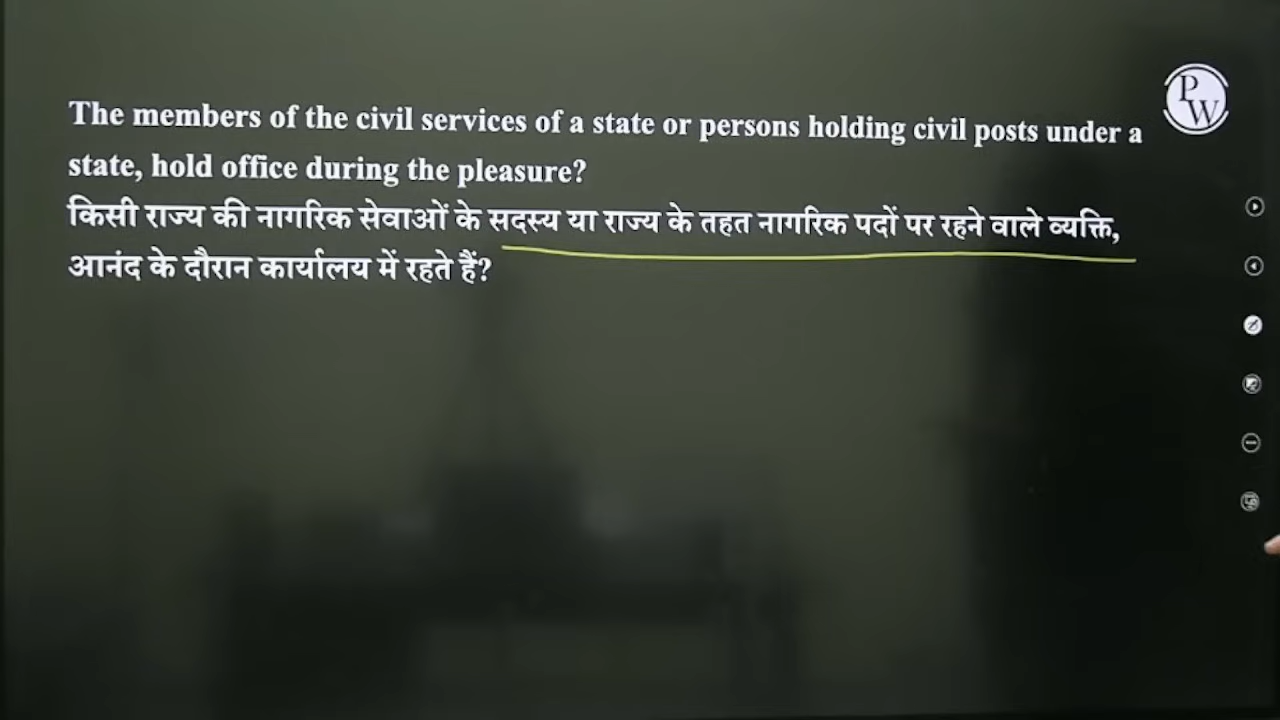 The members of the civil services of a state or persons holding civil posts under a
state, hold office during the pleasure?
किसी राज्य की नागरिक सेवाओं के सदस्य या राज्य के तहत नागरिक पदों पर रहने वाले व्यक्ति,
आनंद के दौरान कार्यालय में रहते हैं?
PW